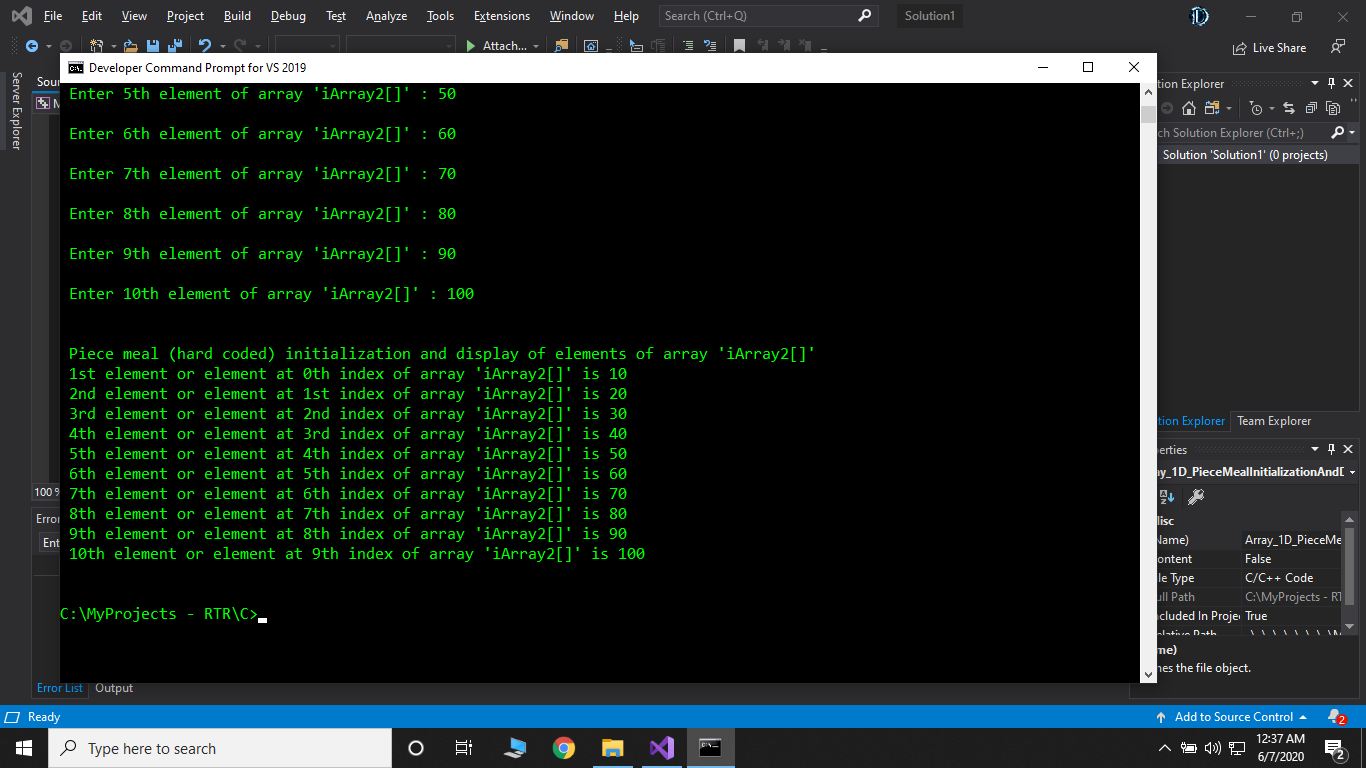 File Edit View Project Build Debug Test Analyze Tools Extensions Window Help Search (Ctrl+Q) Solution1
Attach... Live Share
Developer Command Prompt for VS 2019
Server Explorer
Enter 5th element of array 'iArray2[]' : 50
Enter 6th element of array 'iArray2[]' : 60
Enter 7th element of array 'iArray2[]' : 70
Enter 8th element of array 'iArray2[]' : 80
Enter 9th element of array 'iArray2[]' : 90
Enter 10th element of array 'iArray2[]' : 100
Piece meal (hard coded) initialization and display of elements of array 'iArray2[]'
1st element or element at 0th index of array 'iArray2[]' is 10
2nd element or element at 1st index of array 'iArray2[]' is 20
3rd element or element at 2nd index of array 'iArray2[]' is 30
4th element or element at 3rd index of array 'iArray2[]' is 40
5th element or element at 4th index of array 'iArray2[]' is 50
6th element or element at 5th index of array 'iArray2[]' is 60
7th element or element at 6th index of array 'iArray2[]' is 70
8th element or element at 7th index of array 'iArray2[]' is 80
9th element or element at 8th index of array 'iArray2[]' is 90
10th element or element at 9th index of array 'iArray2[]' is 100
C:\MyProjects - RTR\C>
Sou
100 %
Error
Ent
Error List Output
tion Explorer
ch Solution Explorer (Ctrl+;)
Solution 'Solution1' (0 projects)
tion Explorer Team Explorer
perties
ay_1D_PieceMealInitializationAndD
isc
Name) Array_1D_PieceMe
ontent False
le Type C/C++ Code
ull Path C:\MyProjects - RT
ncluded In Projec True
elative Path
me)
nes the file object.
Ready Add to Source Control 2
Type here to search
12:37 AM
6/7/2020
2